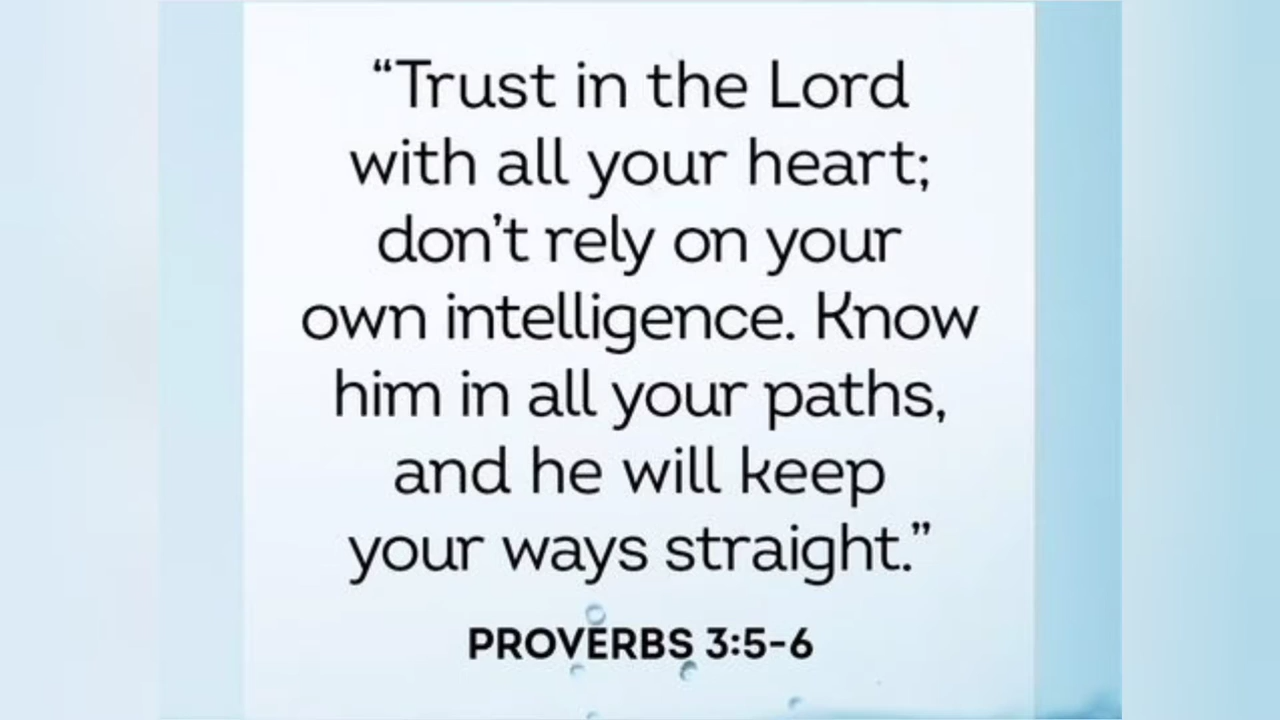 “Trust in the Lord
with all your heart;
don’t rely on your
own intelligence. Know
him in all your paths,
and he will keep
your ways straight.”
PROVERBS 3:5-6